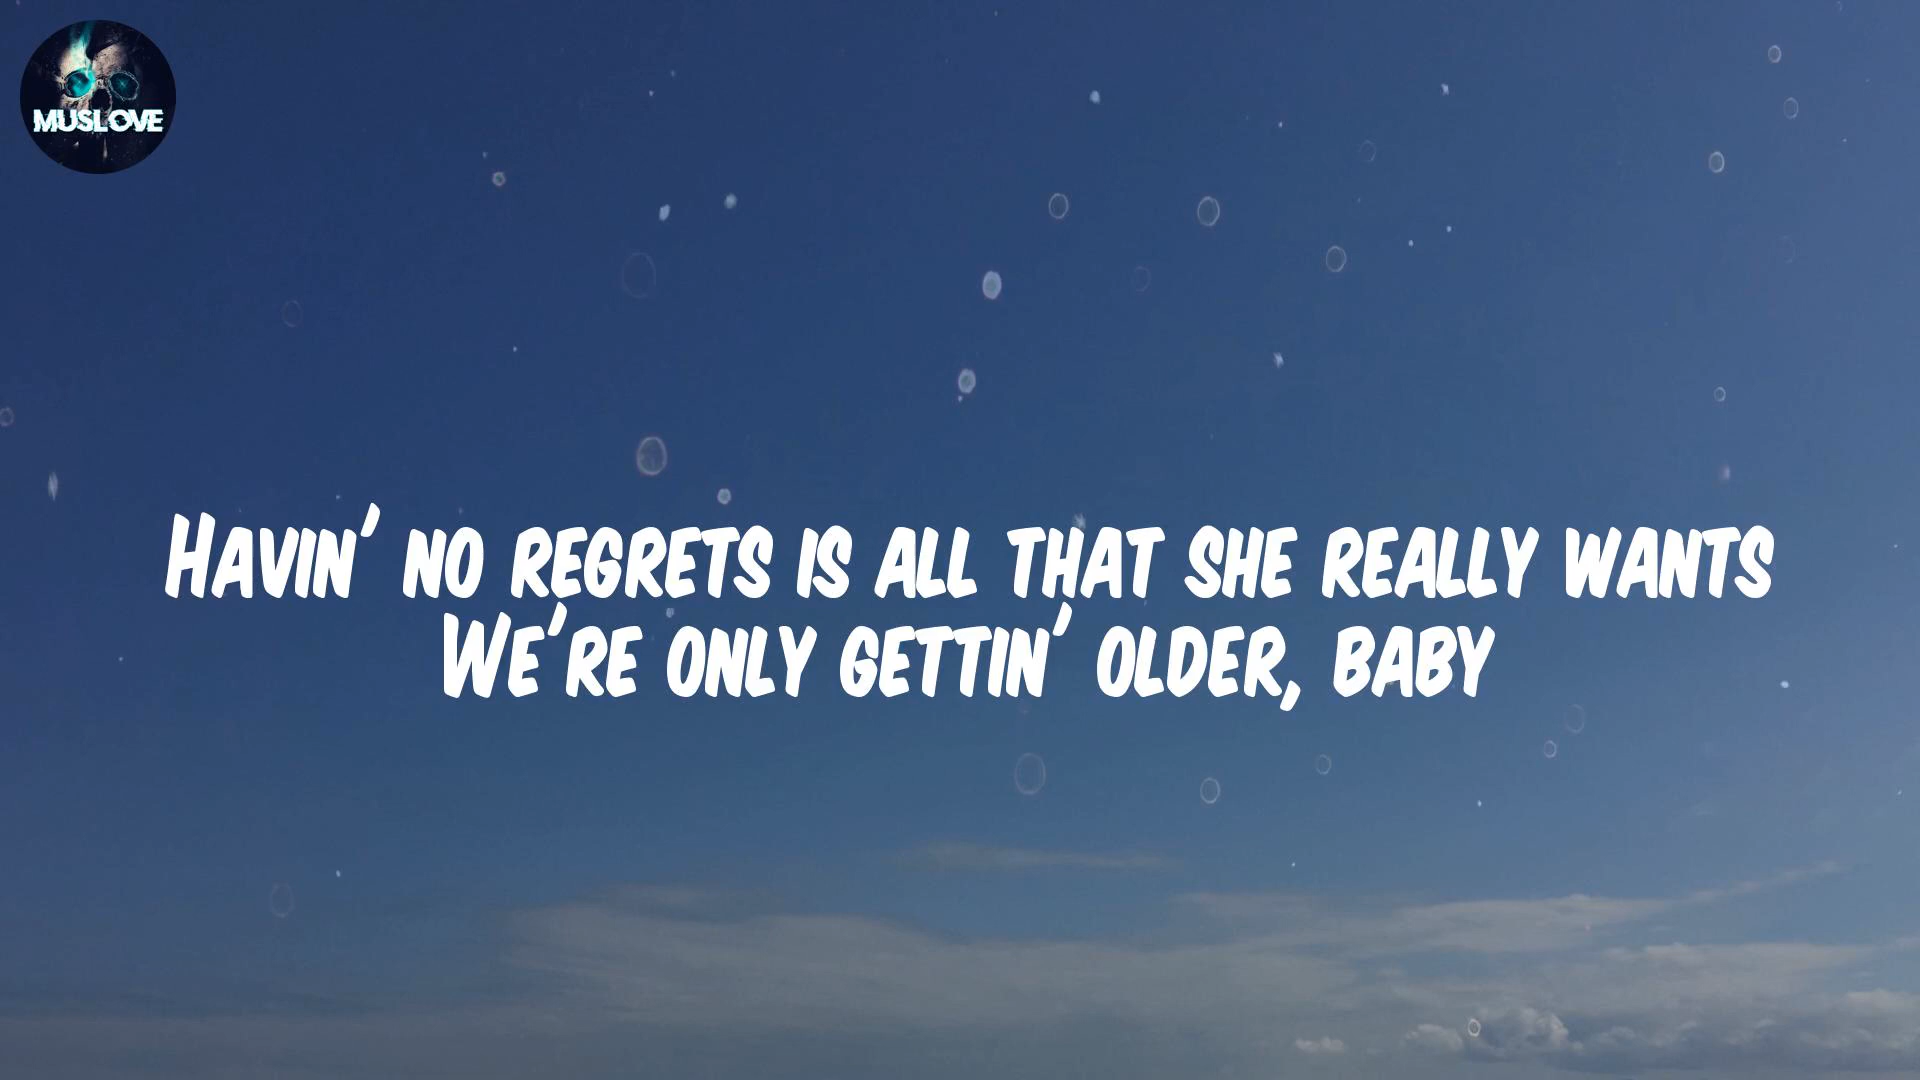 MUSLOVE
Havin' no regrets is all that she really wants
We're only gettin' older, baby